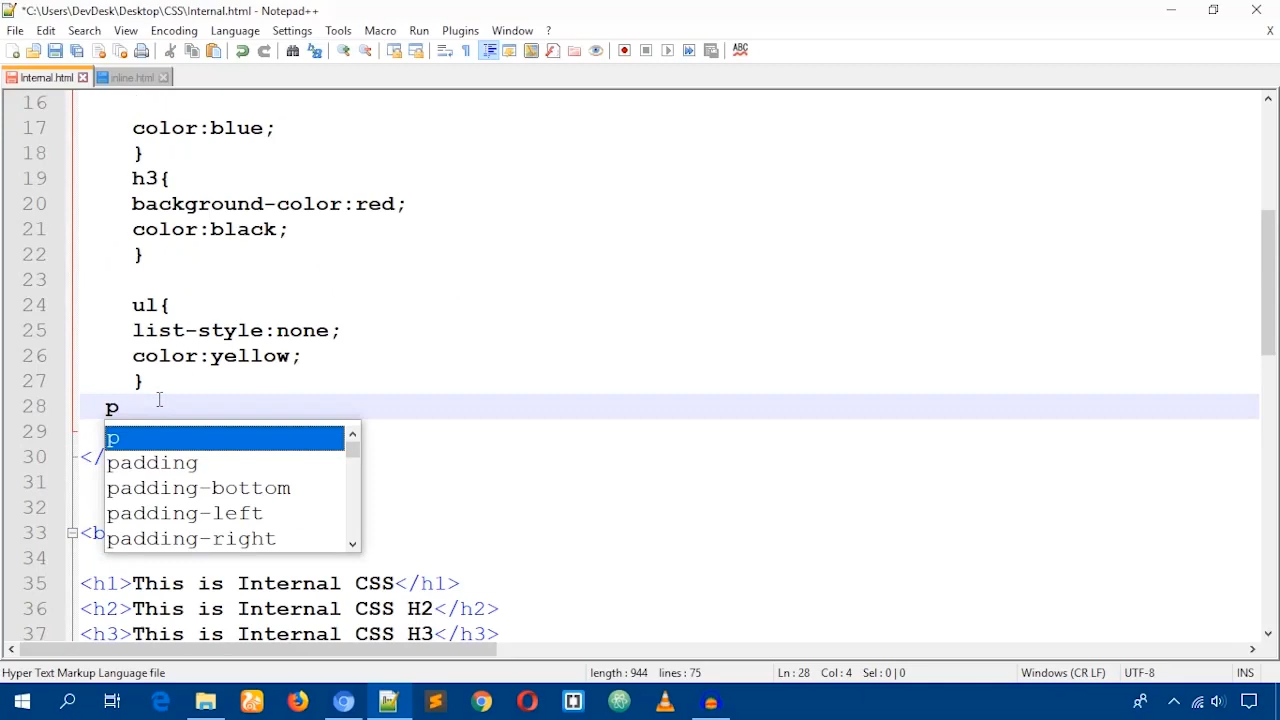 *C:\Users\DevDesk\Desktop\CSS\Internal.html - Notepad++
File Edit Search View Encoding Language Settings Tools Macro Run Plugins Window ? X
ABC
Internal.html inline.html
16
17 color:blue;
18 }
19 h3{
20 background-color:red;
21 color:black;
22 }
23
24 ul{
25 list-style:none;
26 color:yellow;
27 }
28 p
29 p
30 </ padding
31 padding-bottom
32 padding-left
33 <b padding-right
34
35 <h1>This is Internal CSS</h1>
36 <h2>This is Internal CSS H2</h2>
37 <h3>This is Internal CSS H3</h3>
Hyper Text Markup Language file length : 944 lines : 75 Ln : 28 Col : 4 Sel : 0 | 0 Windows (CR LF) UTF-8 INS